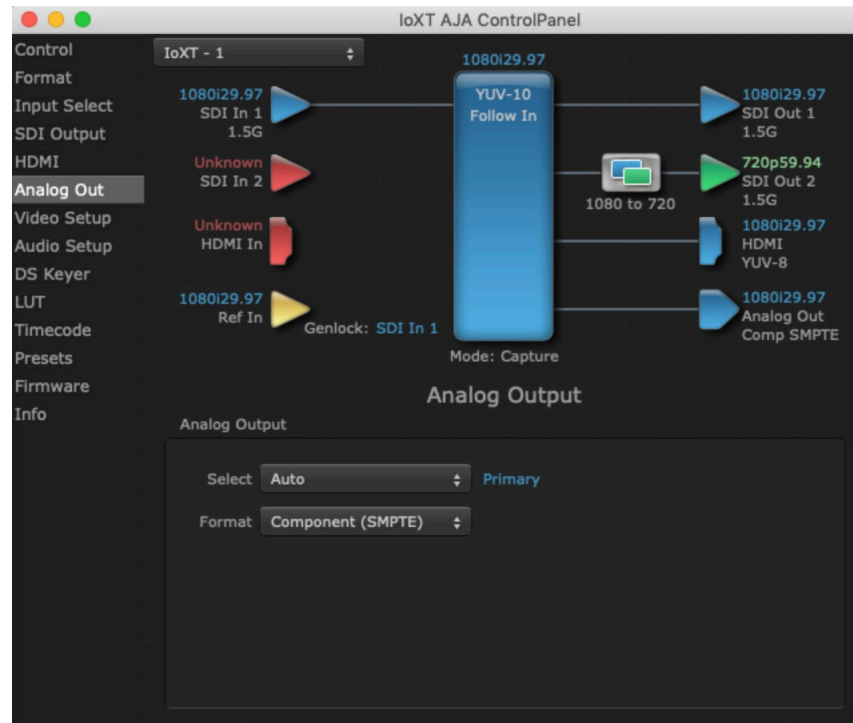 IoXT AJA ControlPanel
Control
Format
Input Select
SDI Output
HDMI
Analog Out
Video Setup
Audio Setup
DS Keyer
LUT
Timecode
Presets
Firmware
Info
IoXT - 1
1080i29.97
SDI In 1
1.5G
Unknown
SDI In 2
Unknown
HDMI In
1080i29.97
Ref In
Genlock: SDI In 1
1080i29.97
YUV-10
Follow In
Mode: Capture
1080 to 720
1080i29.97
SDI Out 1
1.5G
720p59.94
SDI Out 2
1.5G
1080i29.97
HDMI
YUV-8
1080i29.97
Analog Out
Comp SMPTE
Analog Output
Analog Output
Select Auto Primary
Format Component (SMPTE)